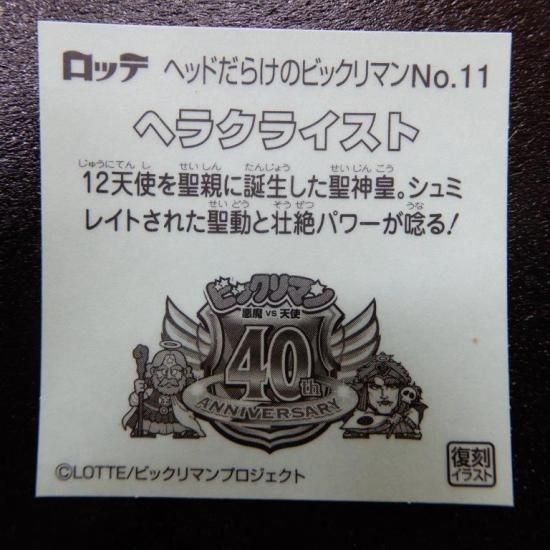 ロッテ ヘッドだらけのビックリマンNo.11
ヘラクライスト
じゅうにてんし せいしん たんじょう せいじんこう
12天使を聖親に誕生した聖神皇。シュミ
せいどう そうぜつ うな
レイトされた聖動と壮絶パワーが唸る!
ビックリマン
悪魔 VS 天使
40th
ANNIVERSARY
©LOTTE/ビックリマンプロジェクト
復刻
イラスト